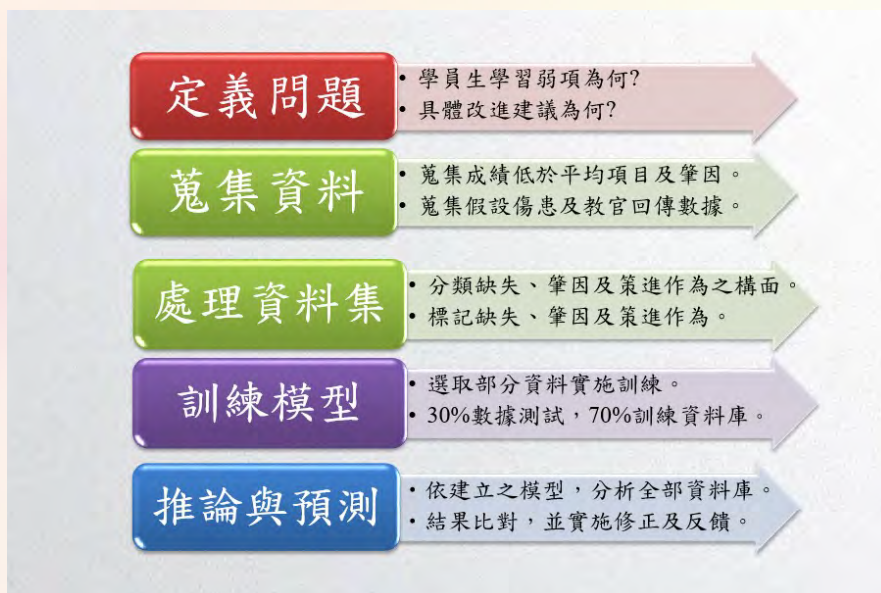 定義問題
• 學員生學習弱項為何?
• 具體改進建議為何?
蒐集資料
• 蒐集成績低於平均項目及肇因。
• 蒐集假設傷患及教官回傳數據。
處理資料集
• 分類缺失、肇因及策進作為之構面。
• 標記缺失、肇因及策進作為。
訓練模型
• 選取部分資料實施訓練。
• 30%數據測試，70%訓練資料庫。
推論與預測
• 依建立之模型，分析全部資料庫。
• 結果比對，並實施修正及反饋。